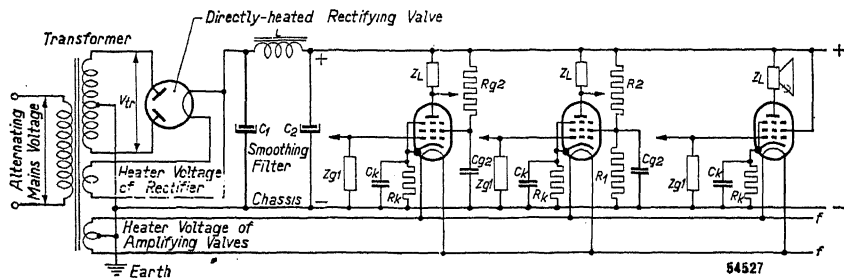 Directly-heated Rectifying Valve
Transformer
L
+
+
Vtr
Alternating
Mains Voltage
C1
C2
Smoothing
Filter
Heater Voltage
of Rectifier
Chassis
-
-
Heater Voltage of
Amplifying Valves
Earth
ZL
Rg2
Zg1
Ck
Rk
Cg2
ZL
R2
Zg1
Ck
Rk
R1
Cg2
ZL
Zg1
Ck
Rk
f
f
54527